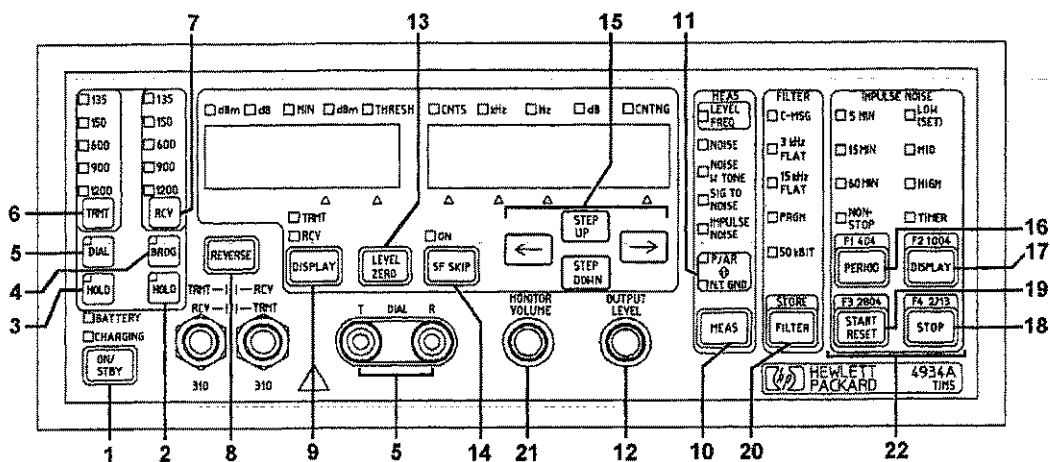 7
13
15
11
135
150
600
900
1200
TRMT
135
150
600
900
1200
RCV
dBm dB MIN dBm THRESH
CNTS kHz Hz dB CNTNG
MEAS
LEVEL
FREQ
NOISE
NOISE
W TONE
SIG TO
NOISE
IMPULSE
NOISE
P/AR
N.T GND
MEAS
FILTER
C-MSG
3 kHz
FLAT
15 kHz
FLAT
PRGM
50 kBIT
STORE
FILTER
IMPULSE NOISE
5 MIN
15 MIN
60 MIN
NON-
STOP
LOW
(SET)
MID
HIGH
TIMER
F1 404
PERIOD
F2 1004
DISPLAY
F3 2804
START
RESET
F4 2713
STOP
6
5
4
3
DIAL
BRDG
HOLD
HOLD
BATTERY
CHARGING
ON/
STBY
REVERSE
TRMT RCV
RCV TRMT
310
310
TRMT
RCV
DISPLAY
LEVEL
ZERO
ON
SF SKIP
STEP
UP
STEP
DOWN
T DIAL R
MONITOR
VOLUME
OUTPUT
LEVEL
hp HEWLETT
PACKARD
4934A
TIMS
16
17
19
18
1
2
8
9
5
14
21
12
10
20
22